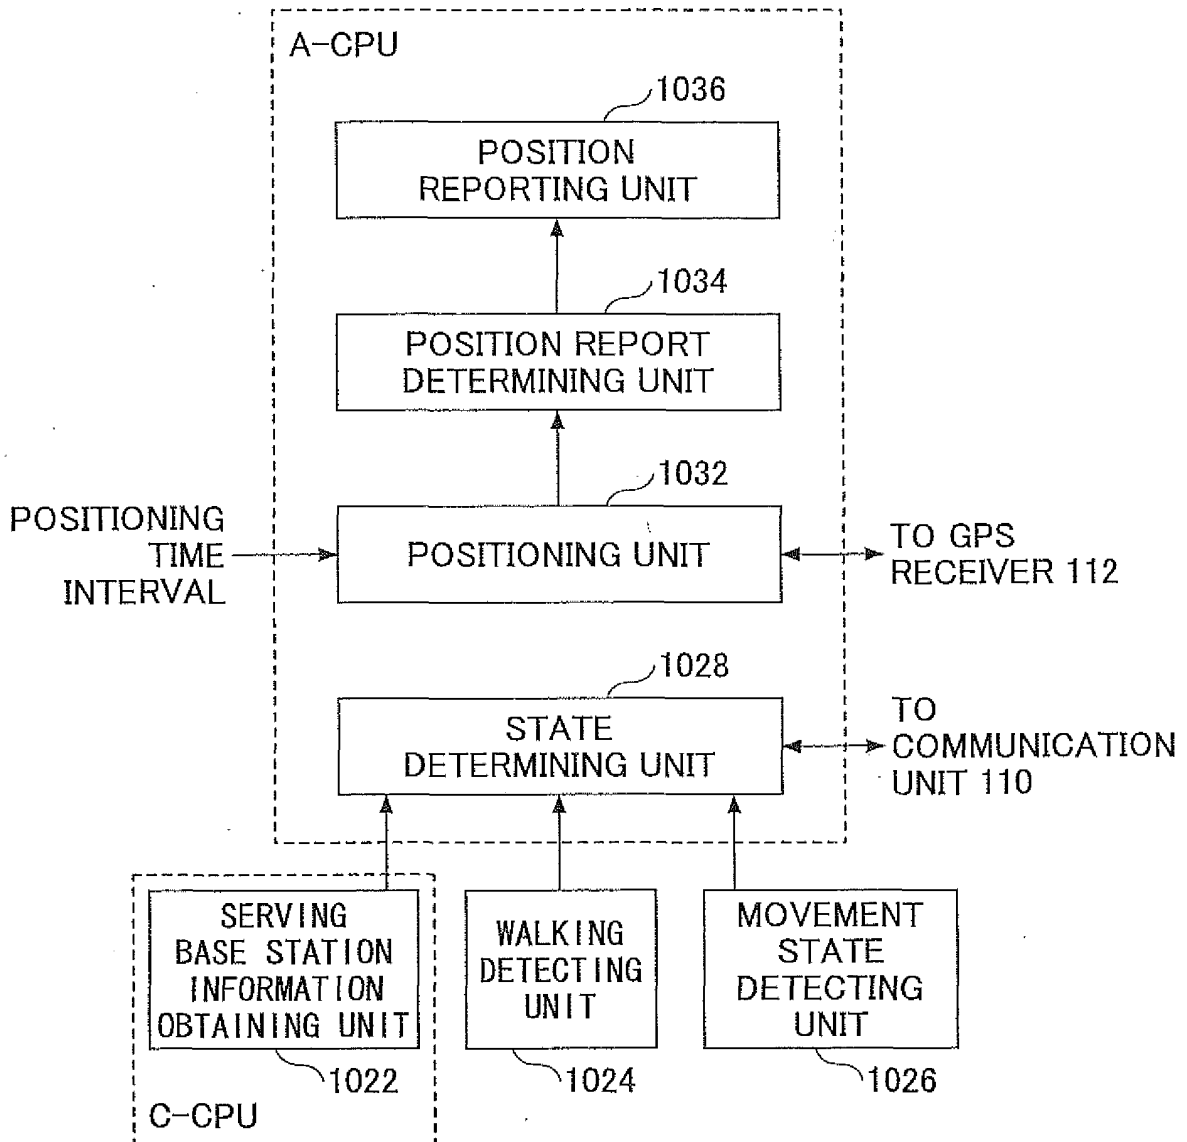 A-CPU
1036
POSITION
REPORTING UNIT
1034
POSITION REPORT
DETERMINING UNIT
1032
POSITIONING
TIME
INTERVAL
POSITIONING UNIT
TO GPS
RECEIVER 112
1028
STATE
DETERMINING UNIT
TO
COMMUNICATION
UNIT 110
SERVING
BASE STATION
INFORMATION
OBTAINING UNIT
WALKING
DETECTING
UNIT
MOVEMENT
STATE
DETECTING
UNIT
1022
1024
1026
C-CPU